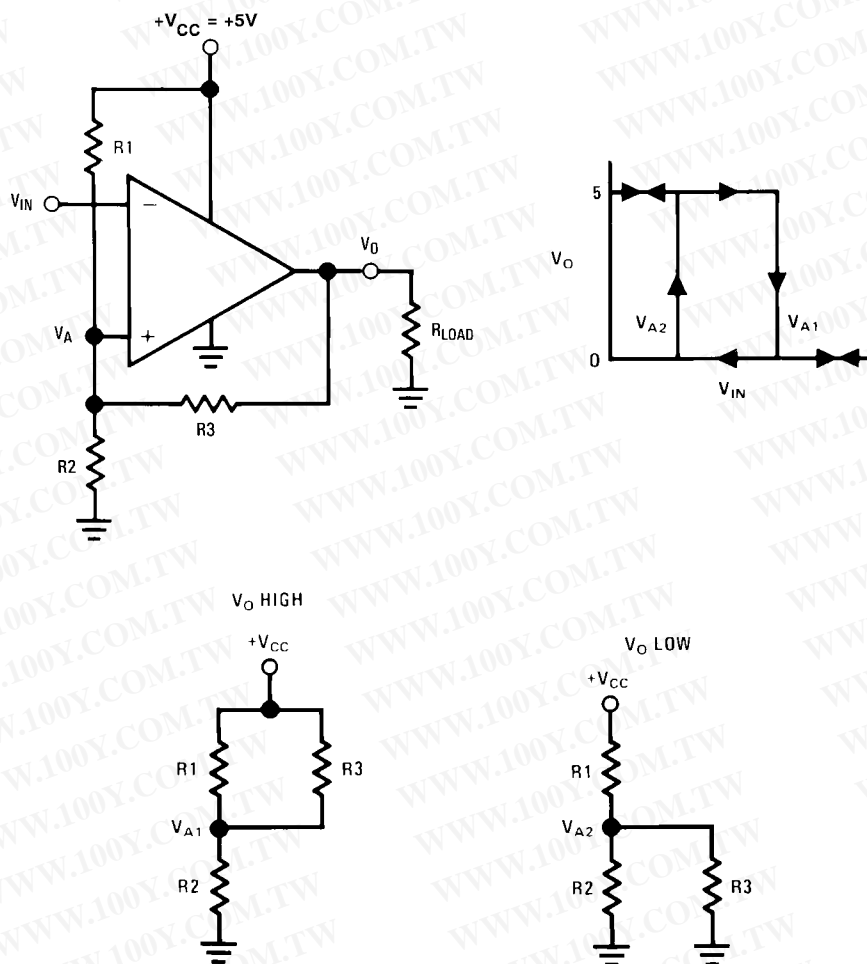 +VCC = +5V
R1
VIN
−
VO
VA
+
RLOAD
R3
R2
5
VO
VA2
VA1
0
VIN
VO HIGH
+VCC
R1
R3
VA1
R2
VO LOW
+VCC
R1
VA2
R2
R3
WWW.100Y.COM.TW